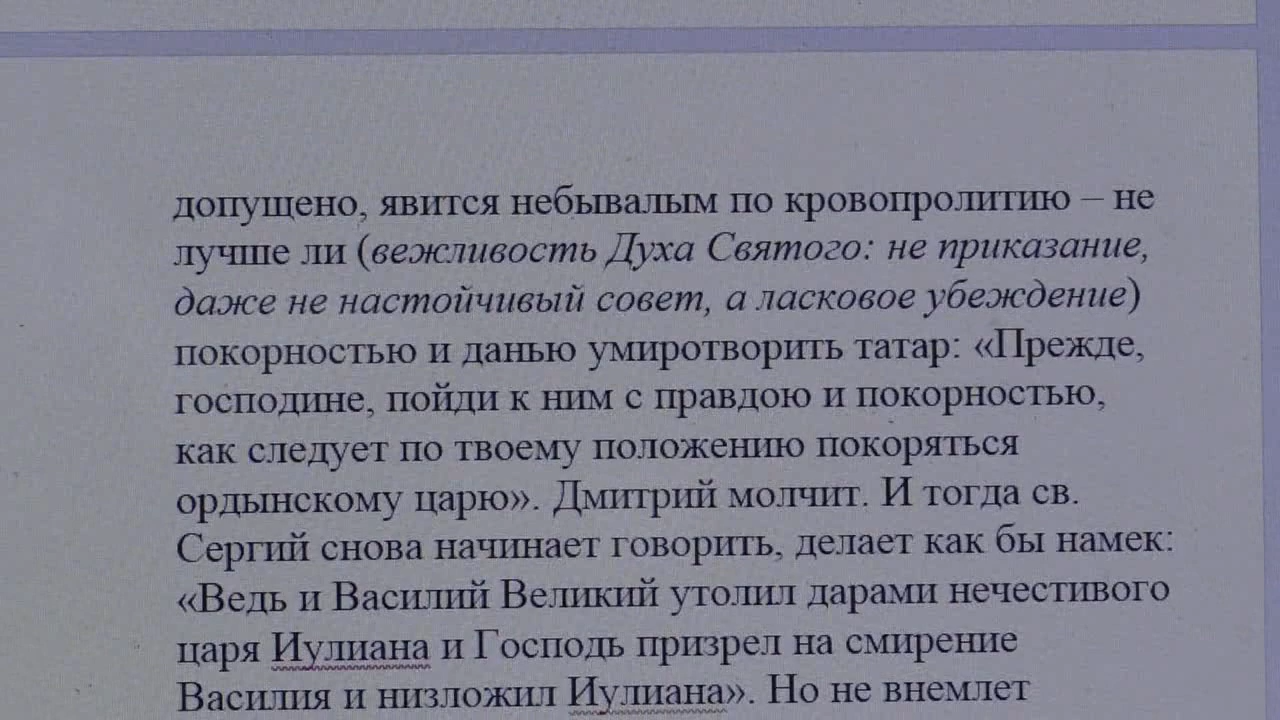 допущено, явится небывалым по кровопролитию – не
лучше ли (вежливость Духа Святого: не приказание,
даже не настойчивый совет, а ласковое убеждение)
покорностью и данью умиротворить татар: «Прежде,
господине, пойди к ним с правдою и покорностью,
как следует по твоему положению покоряться
ордынскому царю». Дмитрий молчит. И тогда св.
Сергий снова начинает говорить, делает как бы намек:
«Ведь и Василий Великий утолил дарами нечестивого
царя Иулиана и Господь призрел на смирение
Василия и низложил Иулиана». Но не внемлет